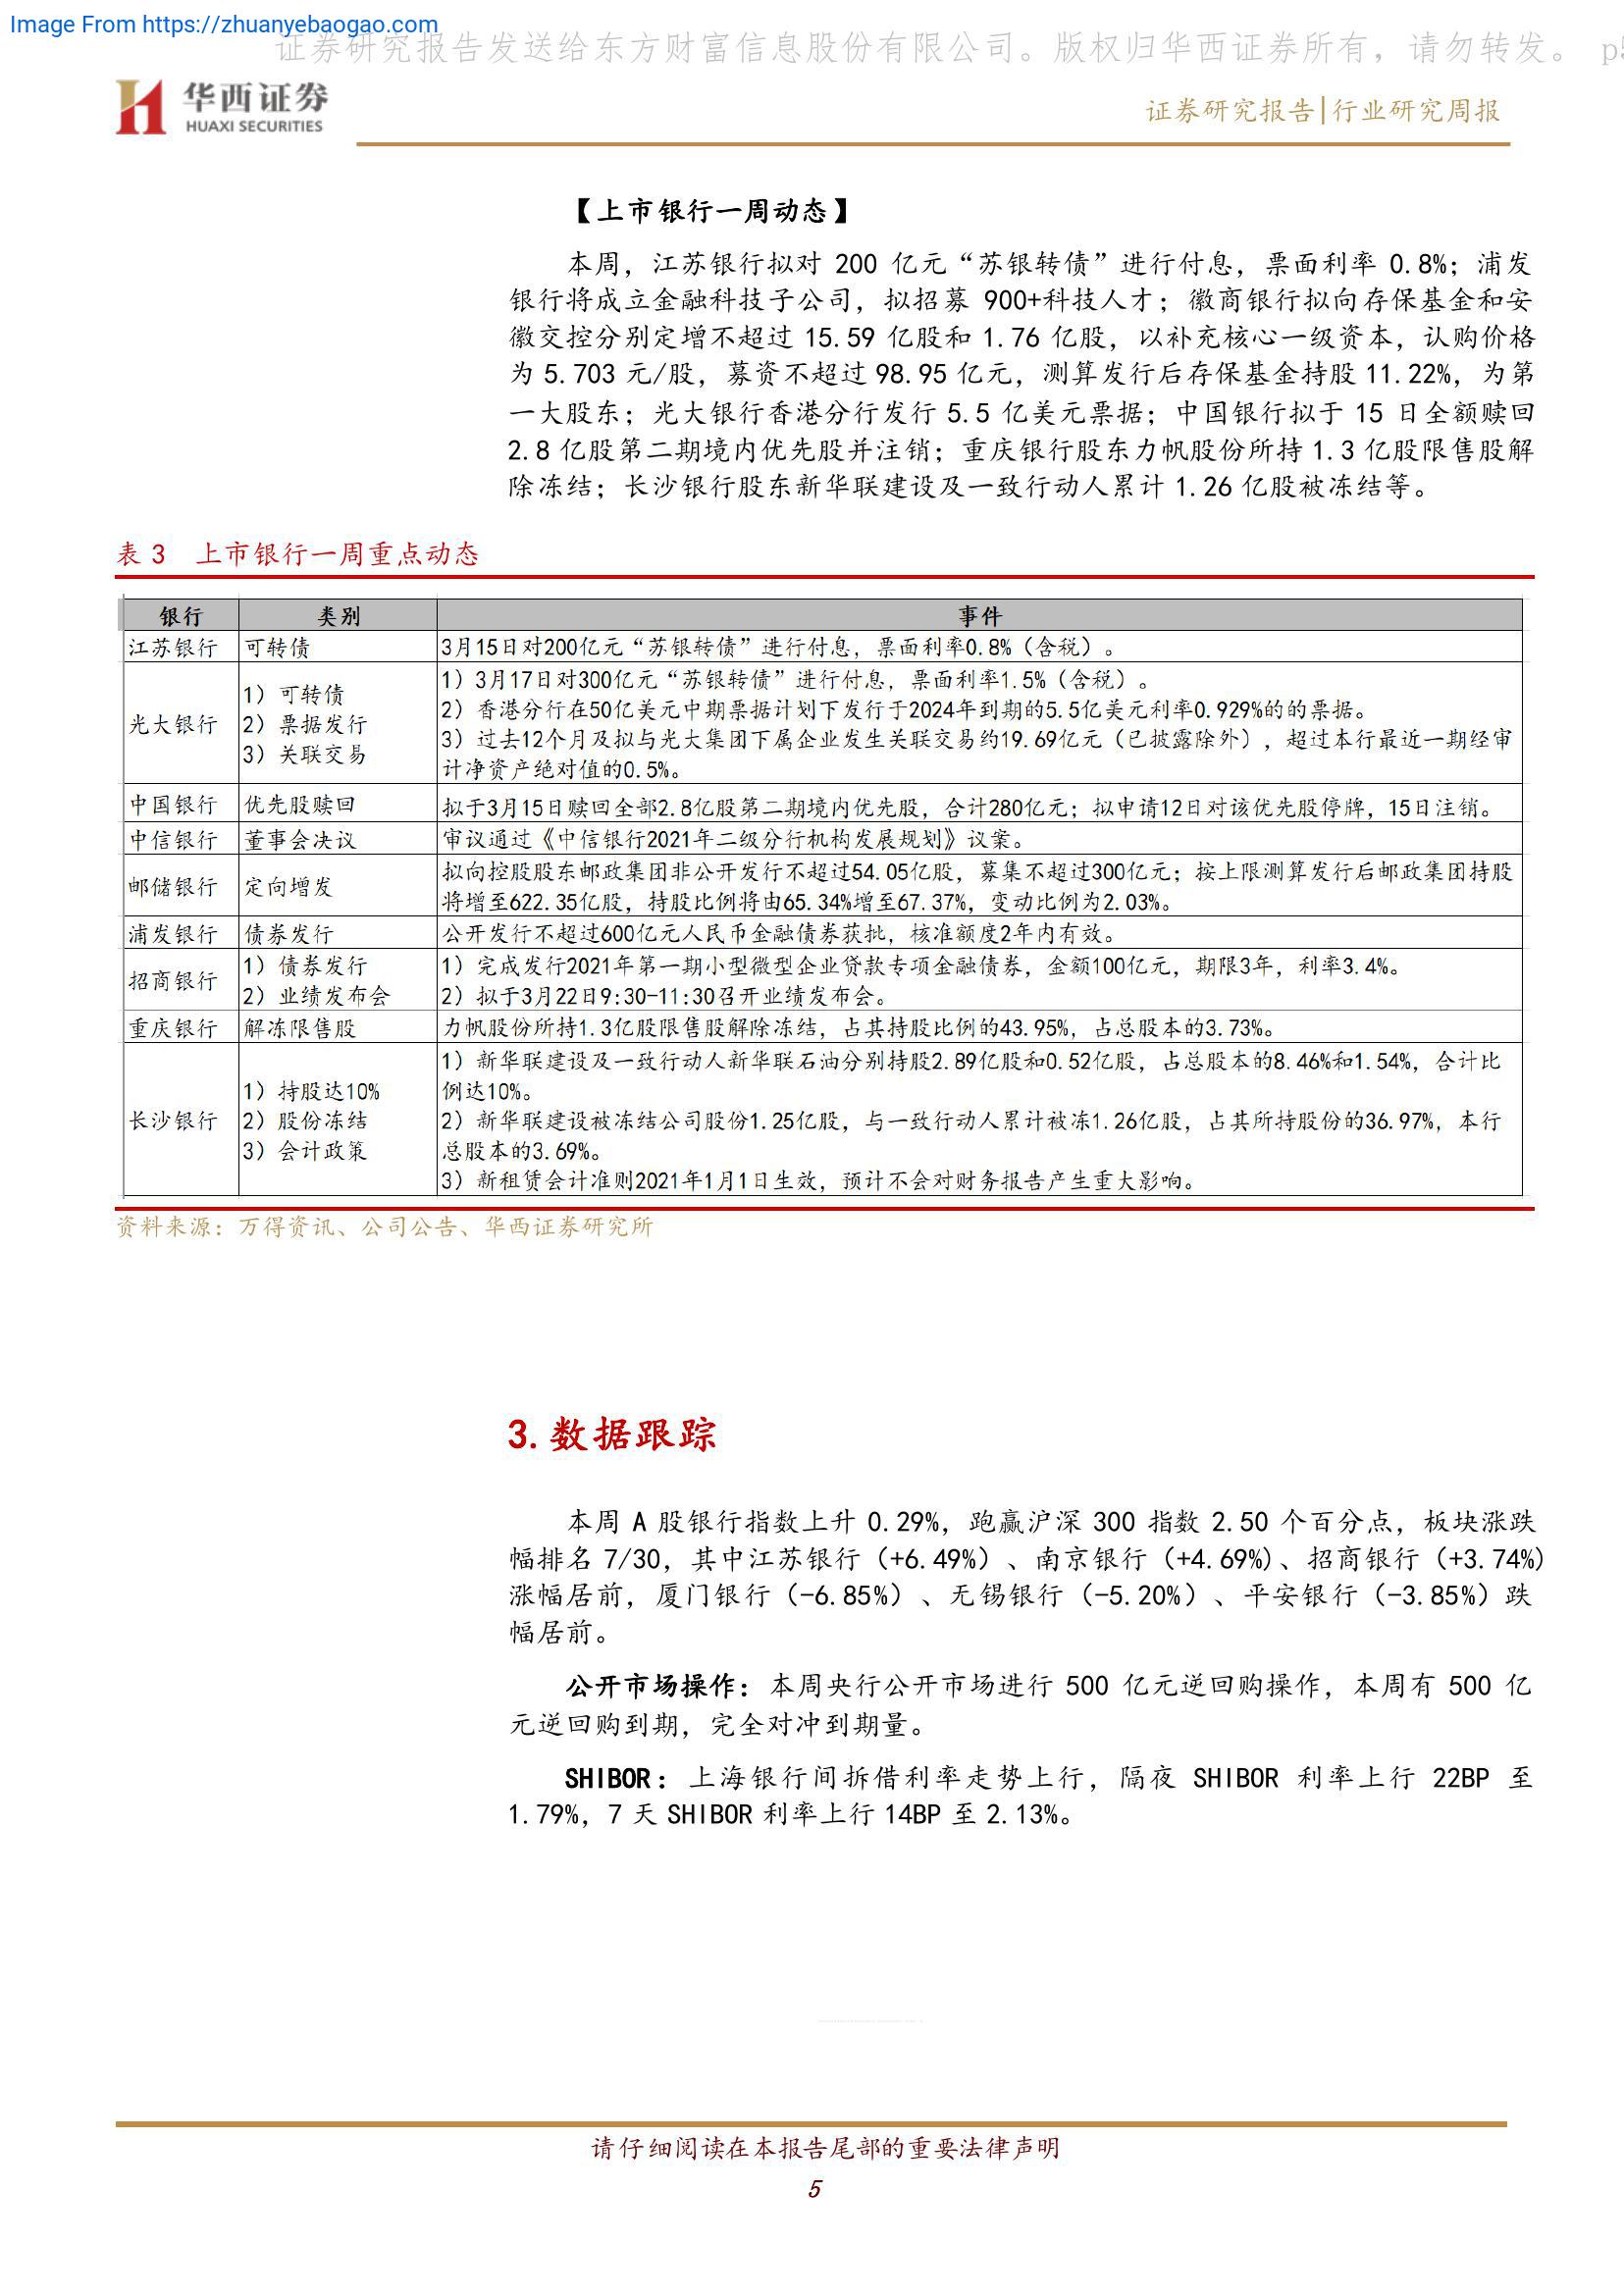 Image From https://zhuanyebaogao.com
证券研究报告发送给东方财富信息股份有限公司。版权归华西证券所有，请勿转发。 p5
华西证券
HUAXI SECURITIES
证券研究报告|行业研究周报
【上市银行一周动态】
本周，江苏银行拟对 200 亿元“苏银转债”进行付息，票面利率 0.8%；浦发
银行将成立金融科技子公司，拟招募 900+科技人才；徽商银行拟向存保基金和安
徽交控分别定增不超过 15.59 亿股和 1.76 亿股，以补充核心一级资本，认购价格
为 5.703 元/股，募资不超过 98.95 亿元，测算发行后存保基金持股 11.22%，为第
一大股东；光大银行香港分行发行 5.5 亿美元票据；中国银行拟于 15 日全额赎回
2.8 亿股第二期境内优先股并注销；重庆银行股东力帆股份所持 1.3 亿股限售股解
除冻结；长沙银行股东新华联建设及一致行动人累计 1.26 亿股被冻结等。
表 3 上市银行一周重点动态
银行 类别 事件
江苏银行 可转债 3月15日对200亿元“苏银转债”进行付息，票面利率0.8%（含税）。
光大银行
1）可转债
2）票据发行
3）关联交易
1）3月17日对300亿元“苏银转债”进行付息，票面利率1.5%（含税）。
2）香港分行在50亿美元中期票据计划下发行于2024年到期的5.5亿美元利率0.929%的的票据。
3）过去12个月及拟与光大集团下属企业发生关联交易约19.69亿元（已披露除外），超过本行最近一期经审
计净资产绝对值的0.5%。
中国银行 优先股赎回 拟于3月15日赎回全部2.8亿股第二期境内优先股，合计280亿元；拟申请12日对该优先股停牌，15日注销。
中信银行 董事会决议 审议通过《中信银行2021年二级分行机构发展规划》议案。
邮储银行 定向增发
拟向控股股东邮政集团非公开发行不超过54.05亿股，募集不超过300亿元；按上限测算发行后邮政集团持股
将增至622.35亿股，持股比例将由65.34%增至67.37%，变动比例为2.03%。
浦发银行 债券发行 公开发行不超过600亿元人民币金融债券获批，核准额度2年内有效。
招商银行
1）债券发行
2）业绩发布会
1）完成发行2021年第一期小型微型企业贷款专项金融债券，金额100亿元，期限3年，利率3.4%。
2）拟于3月22日9:30-11:30召开业绩发布会。
重庆银行 解冻限售股 力帆股份所持1.3亿股限售股解除冻结，占其持股比例的43.95%，占总股本的3.73%。
长沙银行
1）持股达10%
2）股份冻结
3）会计政策
1）新华联建设及一致行动人新华联石油分别持股2.89亿股和0.52亿股，占总股本的8.46%和1.54%，合计比
例达10%。
2）新华联建设被冻结公司股份1.25亿股，与一致行动人累计被冻1.26亿股，占其所持股份的36.97%，本行
总股本的3.69%。
3）新租赁会计准则2021年1月1日生效，预计不会对财务报告产生重大影响。
资料来源：万得资讯、公司公告、华西证券研究所
3.数据跟踪
本周 A 股银行指数上升 0.29%，跑赢沪深 300 指数 2.50 个百分点，板块涨跌
幅排名 7/30，其中江苏银行（+6.49%）、南京银行（+4.69%）、招商银行（+3.74%）
涨幅居前，厦门银行（-6.85%）、无锡银行（-5.20%）、平安银行（-3.85%）跌
幅居前。
公开市场操作：本周央行公开市场进行 500 亿元逆回购操作，本周有 500 亿
元逆回购到期，完全对冲到期量。
SHIBOR：上海银行间拆借利率走势上行，隔夜 SHIBOR 利率上行 22BP 至
1.79%，7 天 SHIBOR 利率上行 14BP 至 2.13%。
请仔细阅读在本报告尾部的重要法律声明
5